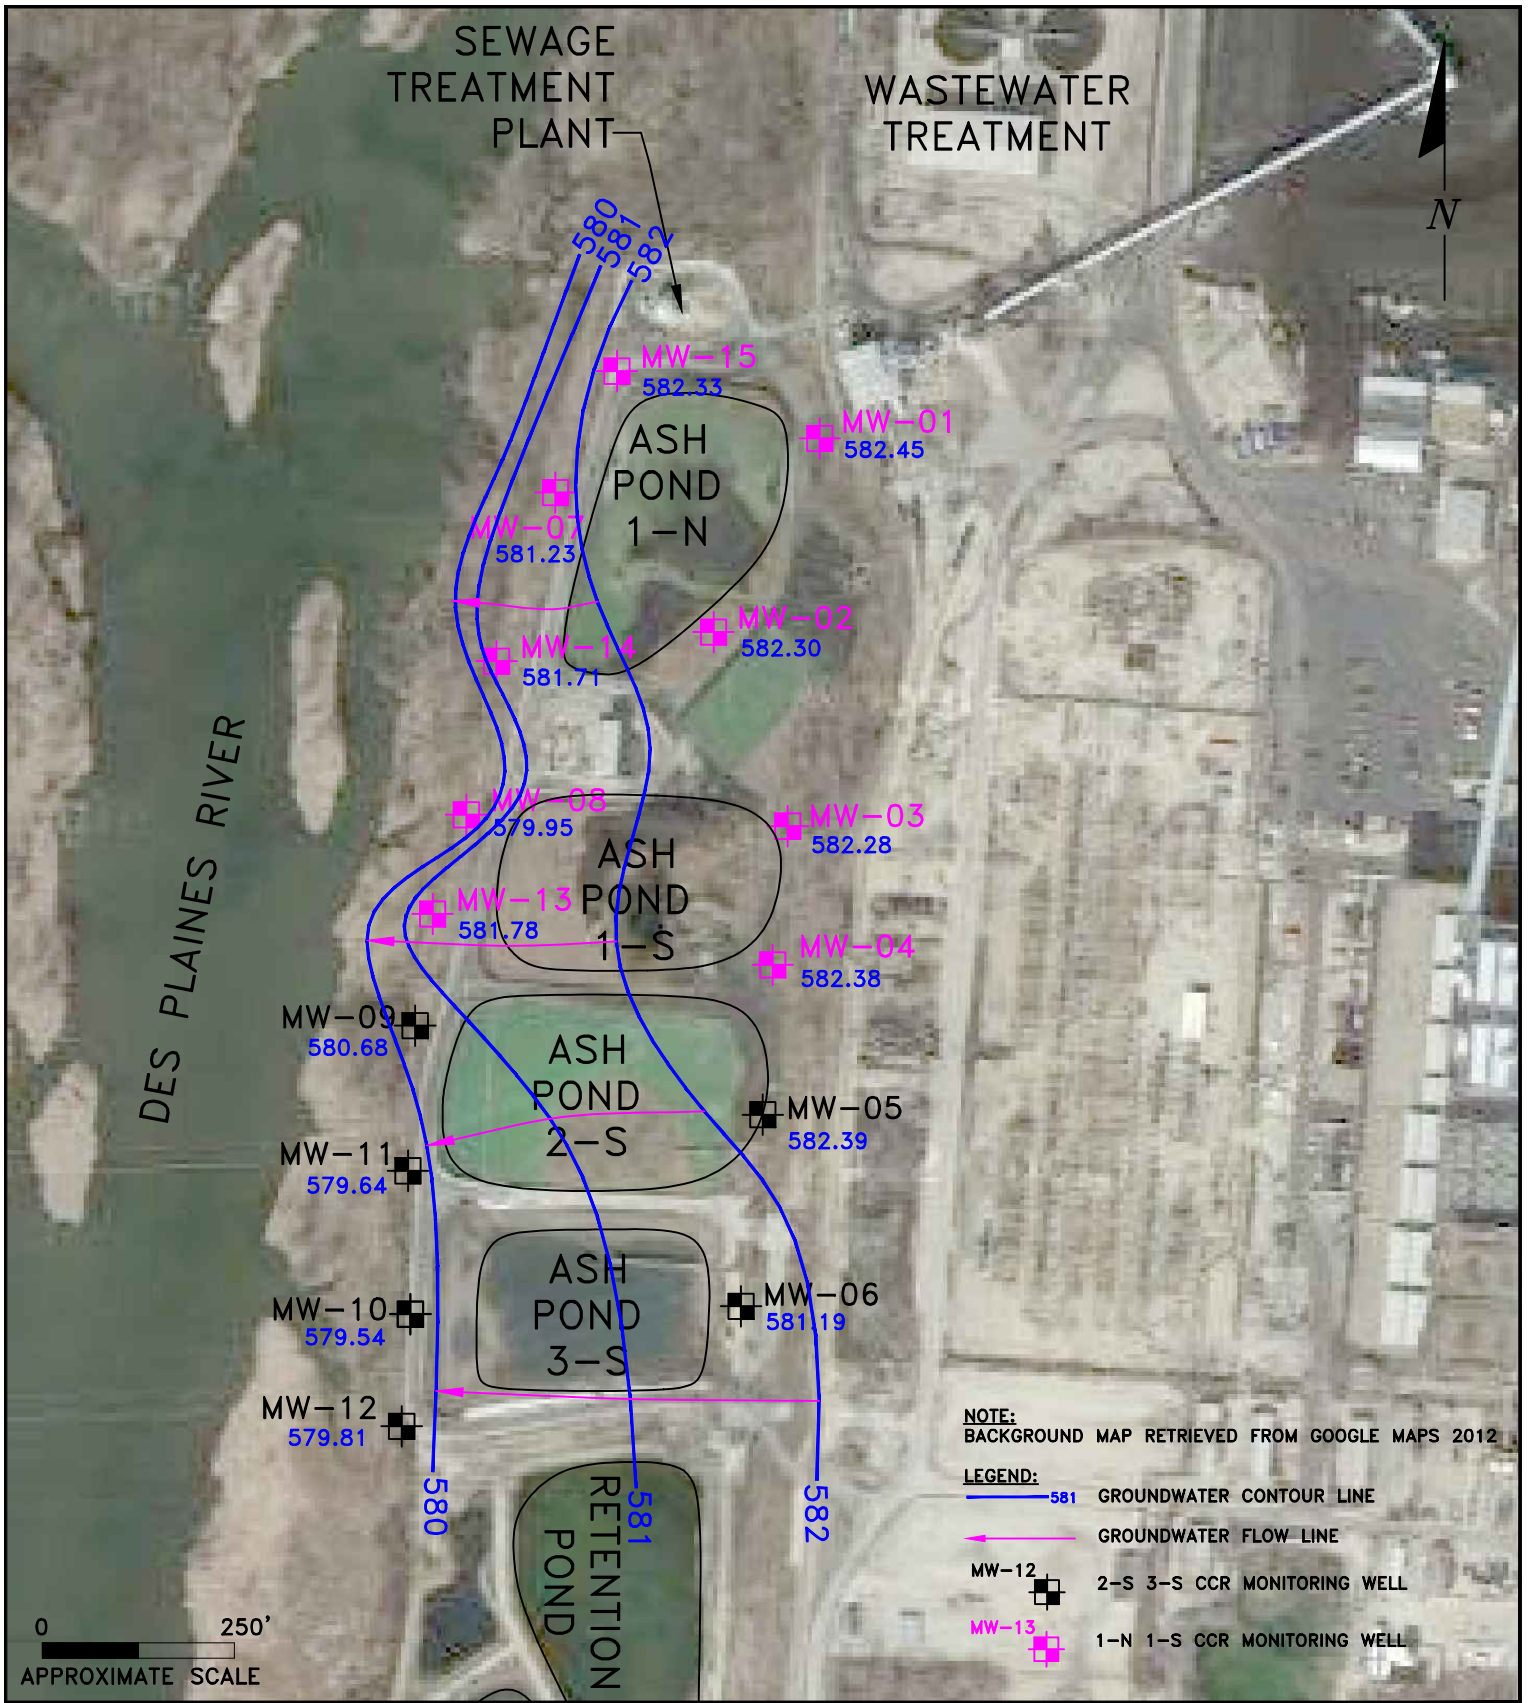 SEWAGE
TREATMENT
PLANT
WASTEWATER
TREATMENT
N
580
581
582
MW-15
582.33
MW-01
582.45
ASH
POND
1-N
MW-07
581.23
MW-02
582.30
MW-14
581.71
DES PLAINES RIVER
MW-08
579.95
MW-03
582.28
ASH
POND
1-S
MW-13
581.78
MW-04
582.38
MW-09
580.68
ASH
POND
2-S
MW-05
582.39
MW-11
579.64
ASH
POND
3-S
MW-06
581.19
MW-10
579.54
MW-12
579.81
580
581
582
RETENTION
POND
NOTE:
BACKGROUND MAP RETRIEVED FROM GOOGLE MAPS 2012
LEGEND:
581 GROUNDWATER CONTOUR LINE
GROUNDWATER FLOW LINE
MW-12
2-S 3-S CCR MONITORING WELL
MW-13
1-N 1-S CCR MONITORING WELL
0 250'
APPROXIMATE SCALE